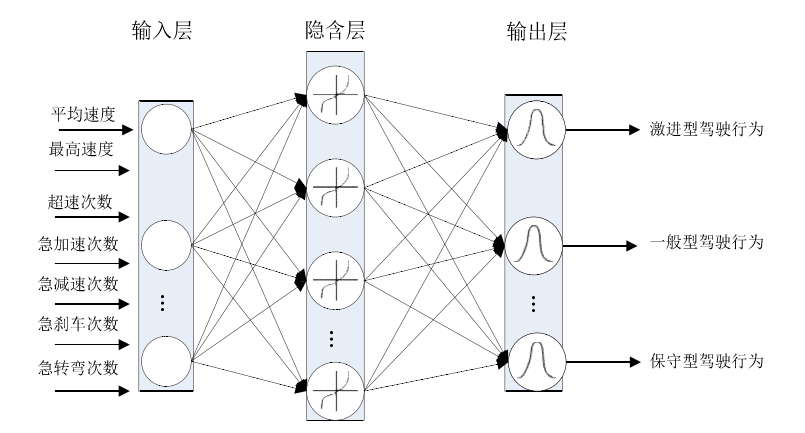 输入层
隐含层
输出层
平均速度
最高速度
超速次数
急加速次数
急减速次数
急刹车次数
急转弯次数
激进型驾驶行为
一般型驾驶行为
保守型驾驶行为